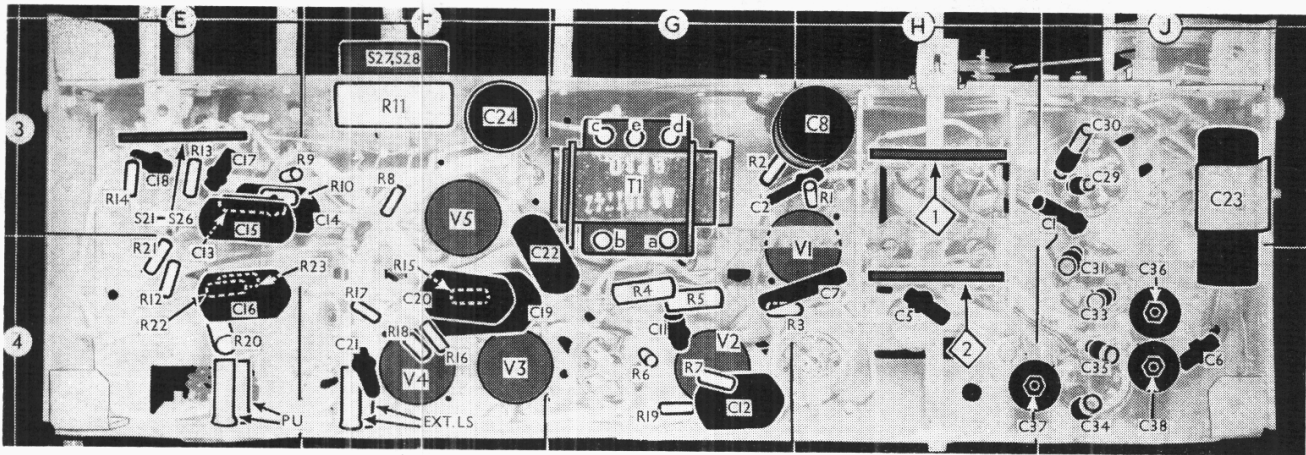 E F G H J
S27,S28
R11
C24
C8
3
c e d
C30
R13
C17
R9
R2
C18
R10
R8
T1
R1
C29
C23
R14
C2
S21-S26
C15
C14
V5
C1
1
R21
C13
b a
V1
C22
R23
R15
C31
C36
R12
C16
C20
R4
R5
C7
R22
R17
C19
C5
C33
R20
C11
R3
4
R18
R16
C21
V2
2
C6
V4
V3
R6
R7
C35
R19
C12
PU
EXT.LS
C37
C34
C38